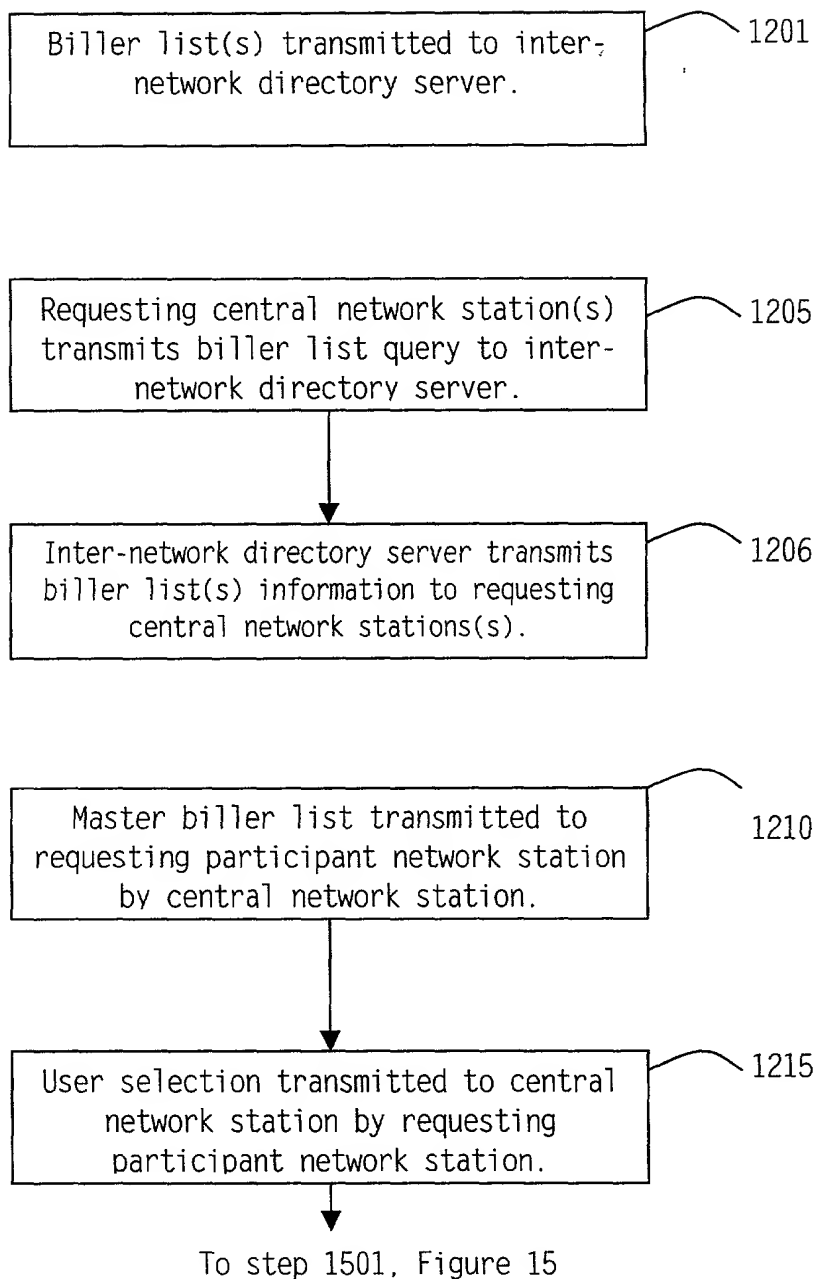 Biller list(s) transmitted to inter-
network directory server.
1201
Requesting central network station(s)
transmits biller list query to inter-
network directory server.
1205
Inter-network directory server transmits
biller list(s) information to requesting
central network stations(s).
1206
Master biller list transmitted to
requesting participant network station
by central network station.
1210
User selection transmitted to central
network station by requesting
participant network station.
1215
To step 1501, Figure 15